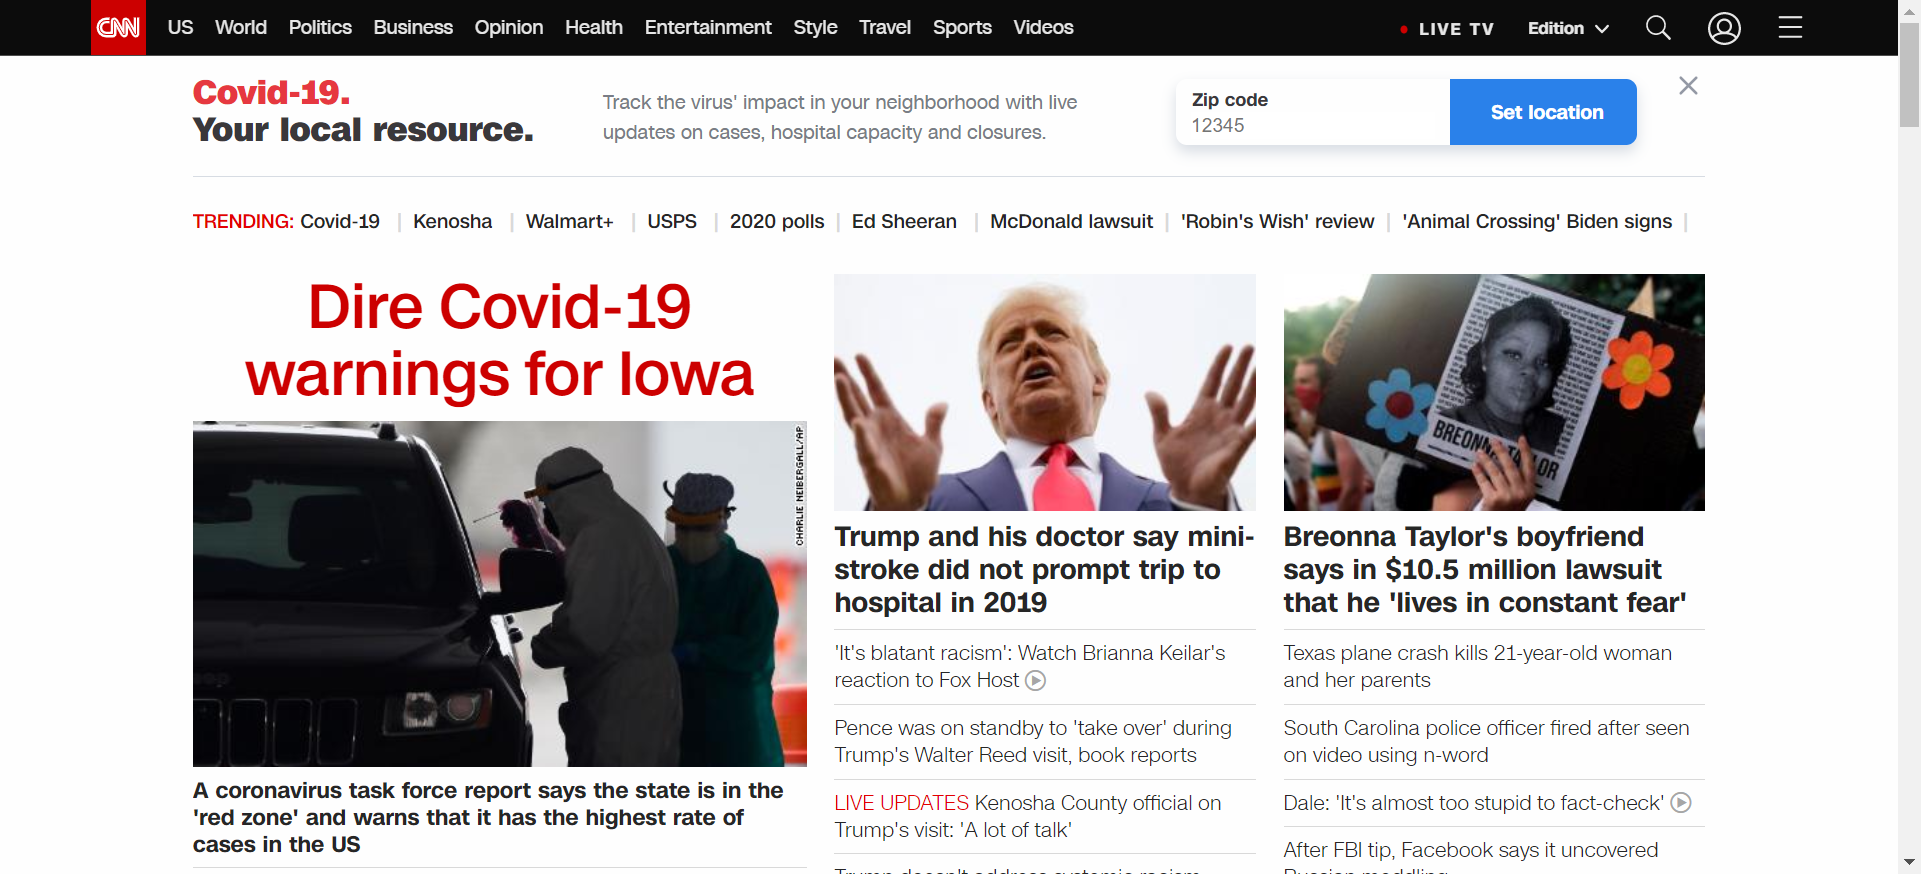 CNN
US World Politics Business Opinion Health Entertainment Style Travel Sports Videos
LIVE TV Edition
Covid-19.
Your local resource.
Track the virus' impact in your neighborhood with live
updates on cases, hospital capacity and closures.
Zip code
12345
Set location
TRENDING: Covid-19 | Kenosha | Walmart+ | USPS | 2020 polls | Ed Sheeran | McDonald lawsuit | 'Robin's Wish' review | 'Animal Crossing' Biden signs |
Dire Covid-19
warnings for Iowa
CHARLIE NEIBERGALL/AP
Jeep
A coronavirus task force report says the state is in the
'red zone' and warns that it has the highest rate of
cases in the US
Trump and his doctor say mini-
stroke did not prompt trip to
hospital in 2019
'It's blatant racism': Watch Brianna Keilar's
reaction to Fox Host
Pence was on standby to 'take over' during
Trump's Walter Reed visit, book reports
LIVE UPDATES Kenosha County official on
Trump's visit: 'A lot of talk'
Trump doesn't address systemic racism
BREONNA TAYLOR
Breonna Taylor's boyfriend
says in $10.5 million lawsuit
that he 'lives in constant fear'
Texas plane crash kills 21-year-old woman
and her parents
South Carolina police officer fired after seen
on video using n-word
Dale: 'It's almost too stupid to fact-check'
After FBI tip, Facebook says it uncovered
Russian meddling